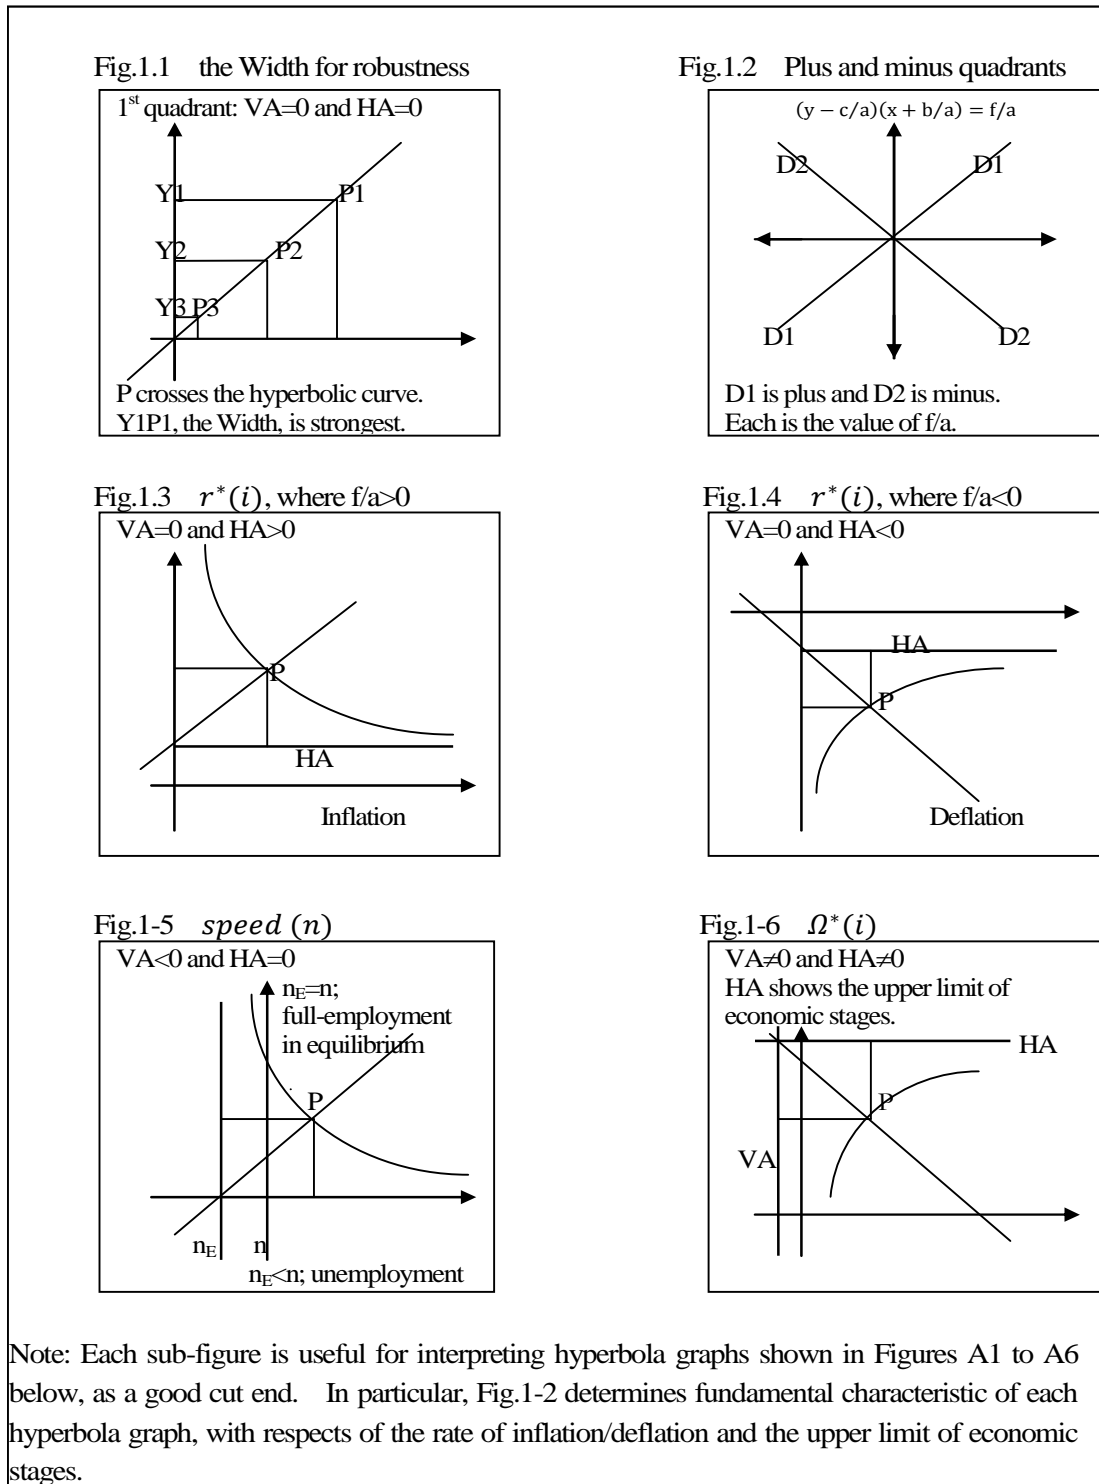 Fig.1.1 the Width for robustness
1st quadrant: VA=0 and HA=0
Y1
P1
Y2
P2
Y3
P3
P crosses the hyperbolic curve.
Y1P1, the Width, is strongest.
Fig.1.2 Plus and minus quadrants
(y − c/a)(x + b/a) = f/a
D2
D1
D1
D2
D1 is plus and D2 is minus.
Each is the value of f/a.
Fig.1.3 r*(i), where f/a>0
VA=0 and HA>0
P
HA
Inflation
Fig.1.4 r*(i), where f/a<0
VA=0 and HA<0
HA
P
Deflation
Fig.1-5 speed (n)
VA<0 and HA=0
nE=n;
full-employment
in equilibrium
P
nE
n
nE<n; unemployment
Fig.1-6 Ω*(i)
VA≠0 and HA≠0
HA shows the upper limit of
economic stages.
HA
P
VA
Note: Each sub-figure is useful for interpreting hyperbola graphs shown in Figures A1 to A6
below, as a good cut end. In particular, Fig.1-2 determines fundamental characteristic of each
hyperbola graph, with respects of the rate of inflation/deflation and the upper limit of economic
stages.